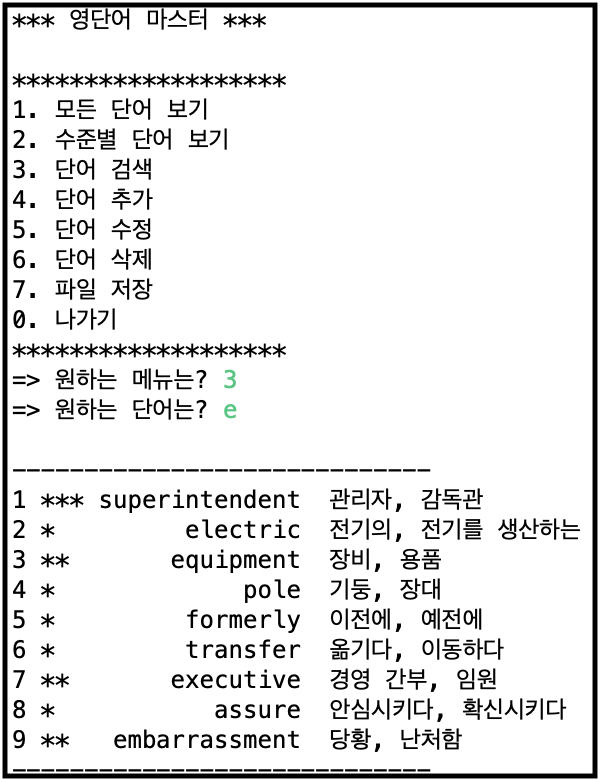 *** 영단어 마스터 ***
*******************
1. 모든 단어 보기
2. 수준별 단어 보기
3. 단어 검색
4. 단어 추가
5. 단어 수정
6. 단어 삭제
7. 파일 저장
0. 나가기
*******************
=> 원하는 메뉴는? 3
=> 원하는 단어는? e
-----------------------------
1 *** superintendent 관리자, 감독관
2 * electric 전기의, 전기를 생산하는
3 ** equipment 장비, 용품
4 * pole 기둥, 장대
5 * formerly 이전에, 예전에
6 * transfer 옮기다, 이동하다
7 ** executive 경영 간부, 임원
8 * assure 안심시키다, 확신시키다
9 ** embarrassment 당황, 난처함
-----------------------------